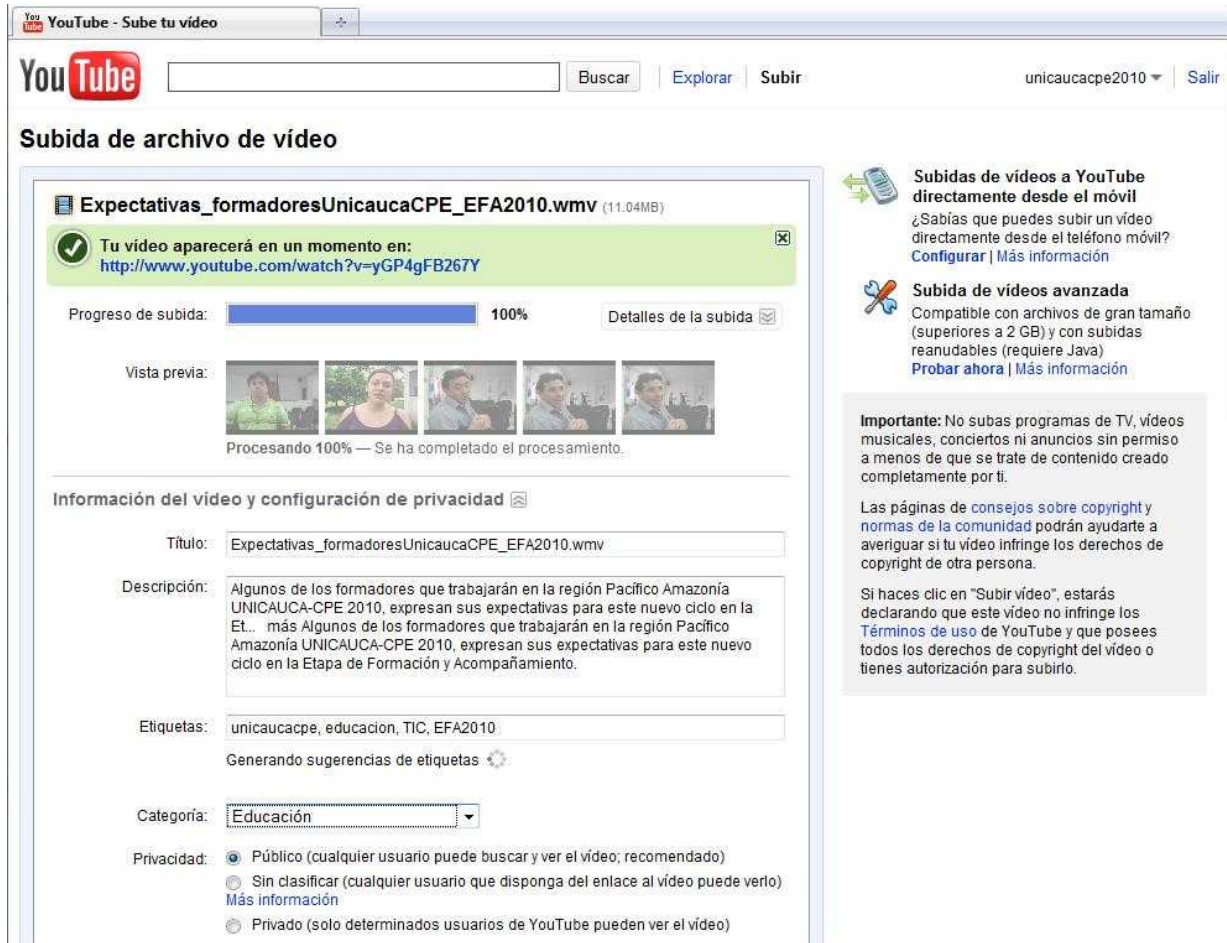 YouTube - Sube tu vídeo
You Tube
Buscar
Explorar
Subir
unicaucacpe2010
Salir
Subida de archivo de vídeo
Expectativas_formadoresUnicaucaCPE_EFA2010.wmv (11.04MB)
Tu vídeo aparecerá en un momento en:
http://www.youtube.com/watch?v=yGP4gFB267Y
Progreso de subida:
100%
Detalles de la subida
Vista previa:
Procesando 100% — Se ha completado el procesamiento.
Información del vídeo y configuración de privacidad
Título:
Expectativas_formadoresUnicaucaCPE_EFA2010.wmv
Descripción:
Algunos de los formadores que trabajarán en la región Pacífico Amazonía
UNICAUCA-CPE 2010, expresan sus expectativas para este nuevo ciclo en la
Et... más Algunos de los formadores que trabajarán en la región Pacífico
Amazonía UNICAUCA-CPE 2010, expresan sus expectativas para este nuevo
ciclo en la Etapa de Formación y Acompañamiento.
Etiquetas:
unicaucacpe, educacion, TIC, EFA2010
Generando sugerencias de etiquetas
Categoría:
Educación
Privacidad:
Público (cualquier usuario puede buscar y ver el vídeo; recomendado)
Sin clasificar (cualquier usuario que disponga del enlace al vídeo puede verlo)
Más información
Privado (solo determinados usuarios de YouTube pueden ver el vídeo)
Subidas de vídeos a YouTube
directamente desde el móvil
¿Sabías que puedes subir un vídeo
directamente desde el teléfono móvil?
Configurar | Más información
Subida de vídeos avanzada
Compatible con archivos de gran tamaño
(superiores a 2 GB) y con subidas
reanudables (requiere Java)
Probar ahora | Más información
Importante: No subas programas de TV, vídeos
musicales, conciertos ni anuncios sin permiso
a menos de que se trate de contenido creado
completamente por ti.
Las páginas de consejos sobre copyright y
normas de la comunidad podrán ayudarte a
averiguar si tu vídeo infringe los derechos de
copyright de otra persona.
Si haces clic en "Subir vídeo", estarás
declarando que este vídeo no infringe los
Términos de uso de YouTube y que posees
todos los derechos de copyright del vídeo o
tienes autorización para subirlo.